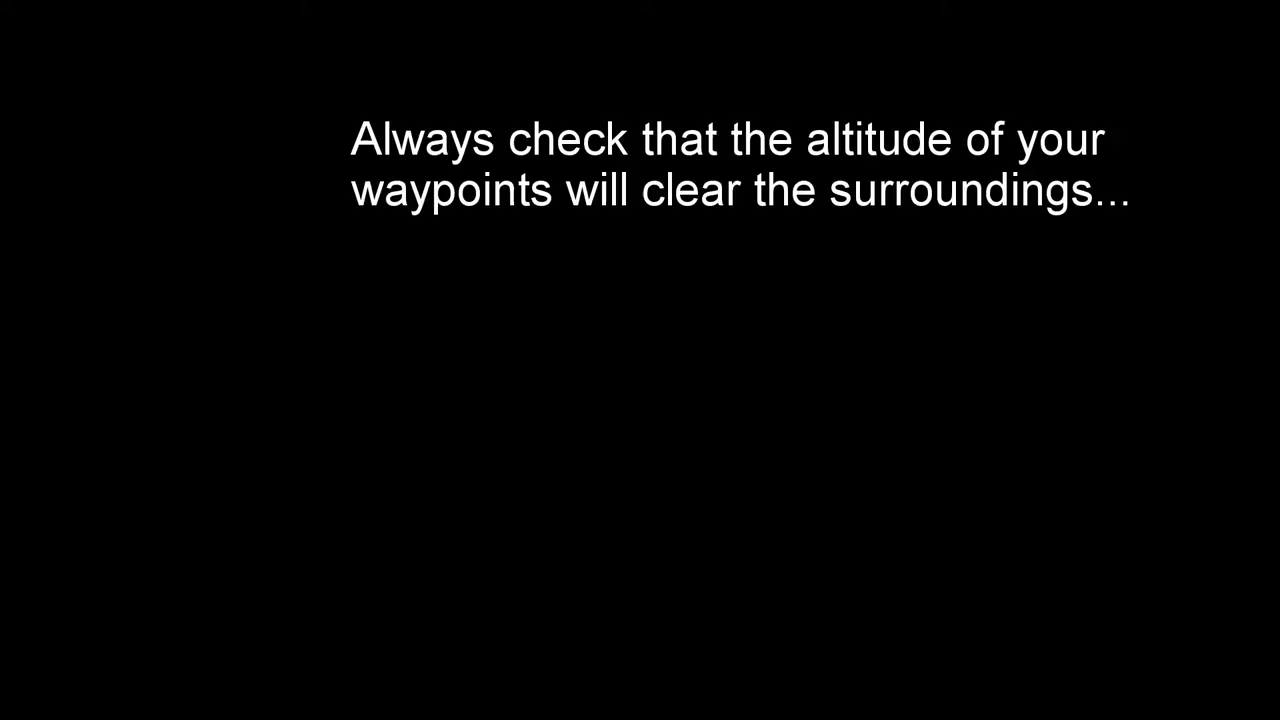 Always check that the altitude of your
waypoints will clear the surroundings...